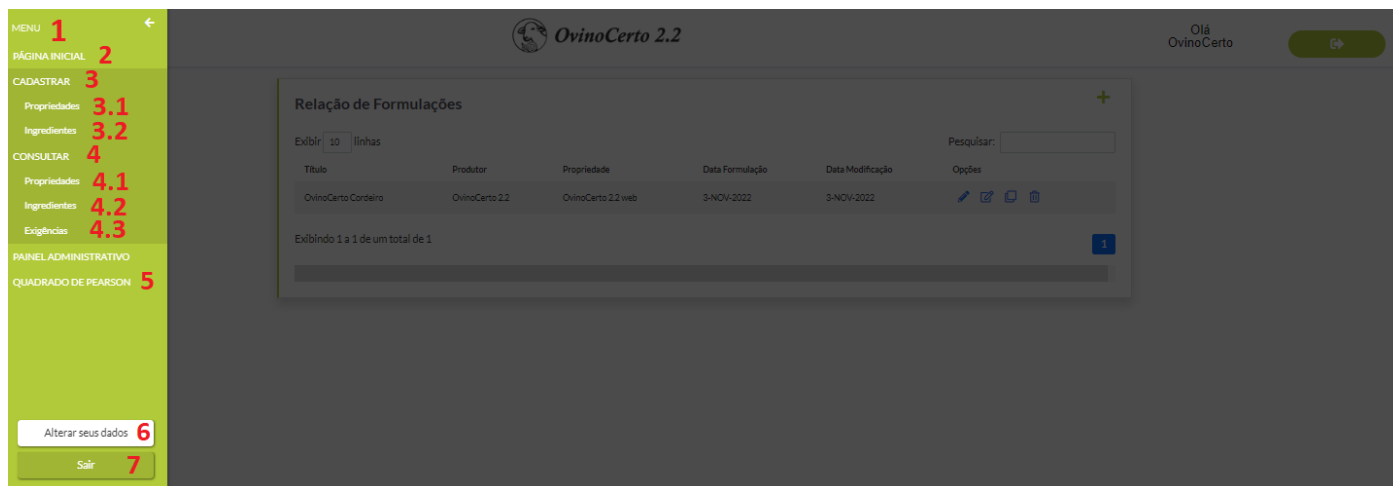 MENU 1
PÁGINA INICIAL 2
CADASTRAR 3
Propriedades 3.1
Ingredientes 3.2
CONSULTAR 4
Propriedades 4.1
Ingredientes 4.2
Exigências 4.3
PAINEL ADMINISTRATIVO
QUADRADO DE PEARSON 5
Alterar seus dados 6
Sair 7
OvinoCerto 2.2
Olá
OvinoCerto
Relação de Formulações
Exibir 10 linhas Pesquisar:
Título Produtor Propriedade Data Formulação Data Modificação Opções
OvinoCerto Cordeiro OvinoCerto 2.2 OvinoCerto 2.2 web 3-NOV-2022 3-NOV-2022
Exibindo 1 a 1 de um total de 1
1